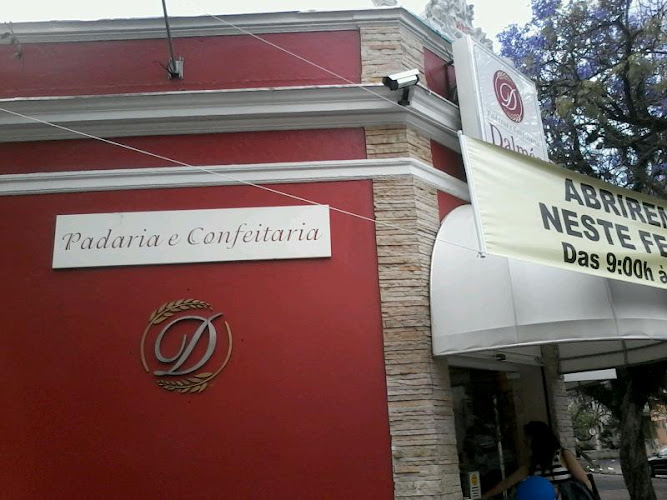 Padaria e Confeitaria
D
D
ABRIREM
NESTE FE
Das 9:00h à